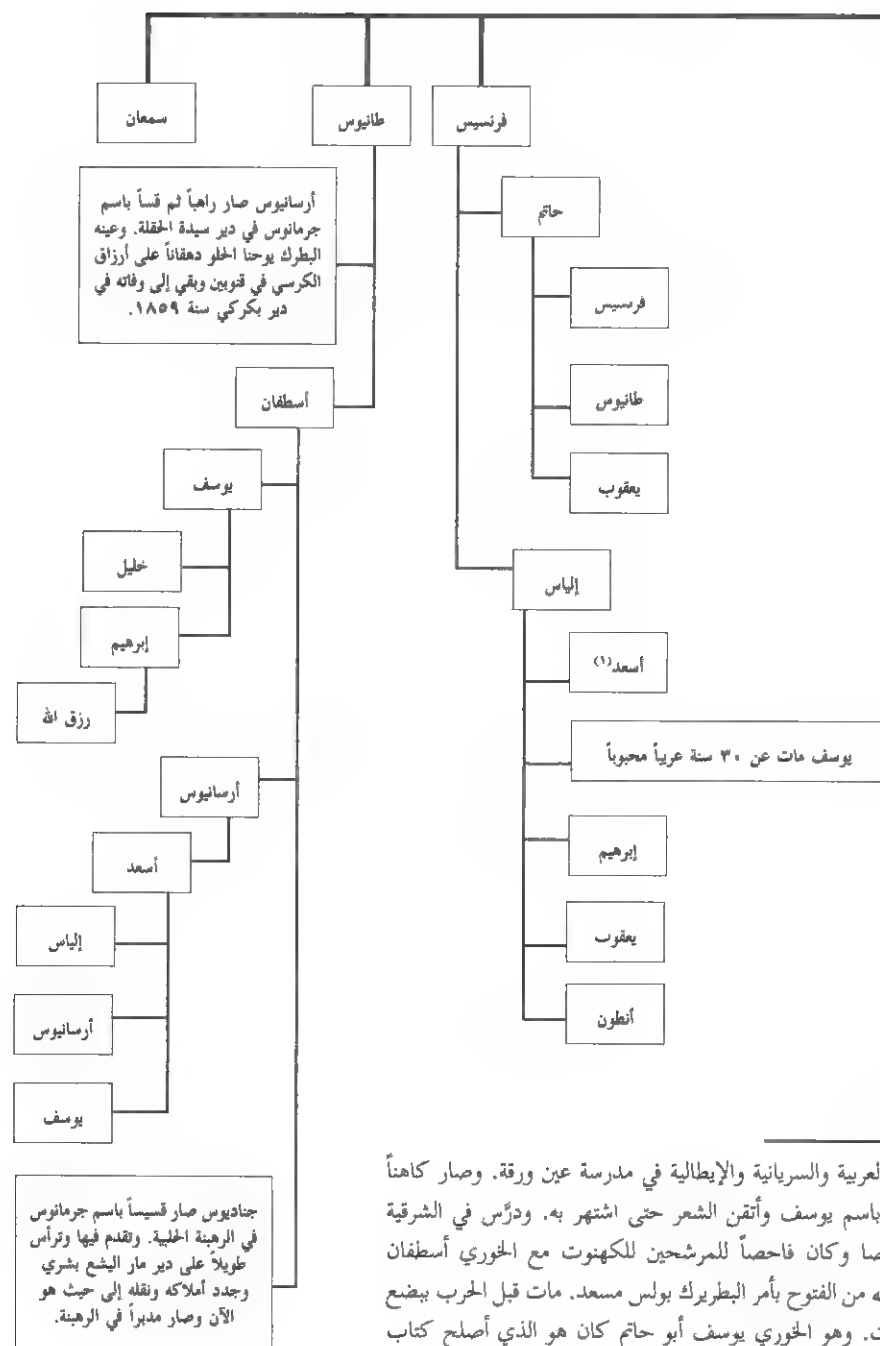 فرنسيس
طانيوس
سمعان
حاتم
فرنسيس
طانيوس
يعقوب
إلياس
أسعد(١)
يوسف مات عن ٣٠ سنة عريباً محبوباً
إبرهيم
يعقوب
أنطون
أرسانيوس صار راهباً ثم قساً باسم
جرمانوس في دير سيدة الحقلة. وعينه
البطرك يوحنا الحلو دهقاناً على أرزاق
الكرسي في قنوبين وبقي إلى وفاته في
دير بكركي سنة ١٨٥٩.
أسطفان
يوسف
خليل
إبرهيم
رزق الله
أرسانيوس
أسعد
إلياس
أرسانيوس
يوسف
جناديوس صار قسيساً باسم جرمانوس
في الرهبنة الحلبية. وتقدم فيها وترأس
طويلاً على دير مار اليشع بشري
وجدد أملاكه ونقله إلى حيث هو
الآن وصار مدبراً في الرهبنة.
لعربية والسريانية والإيطالية في مدرسة عين ورقة. وصار كاهناً
باسم يوسف وأتقن الشعر حتى اشتهر به. ودرَّس في الشرقية
صا وكان فاحصاً للمرشحين للكهنوت مع الخوري أسطفان
ه من الفتوح بأمر البطريرك بولس مسعد. مات قبل الحرب ببضع
ت. وهو الخوري يوسف أبو حاتم كان هو الذي أصلح كتاب